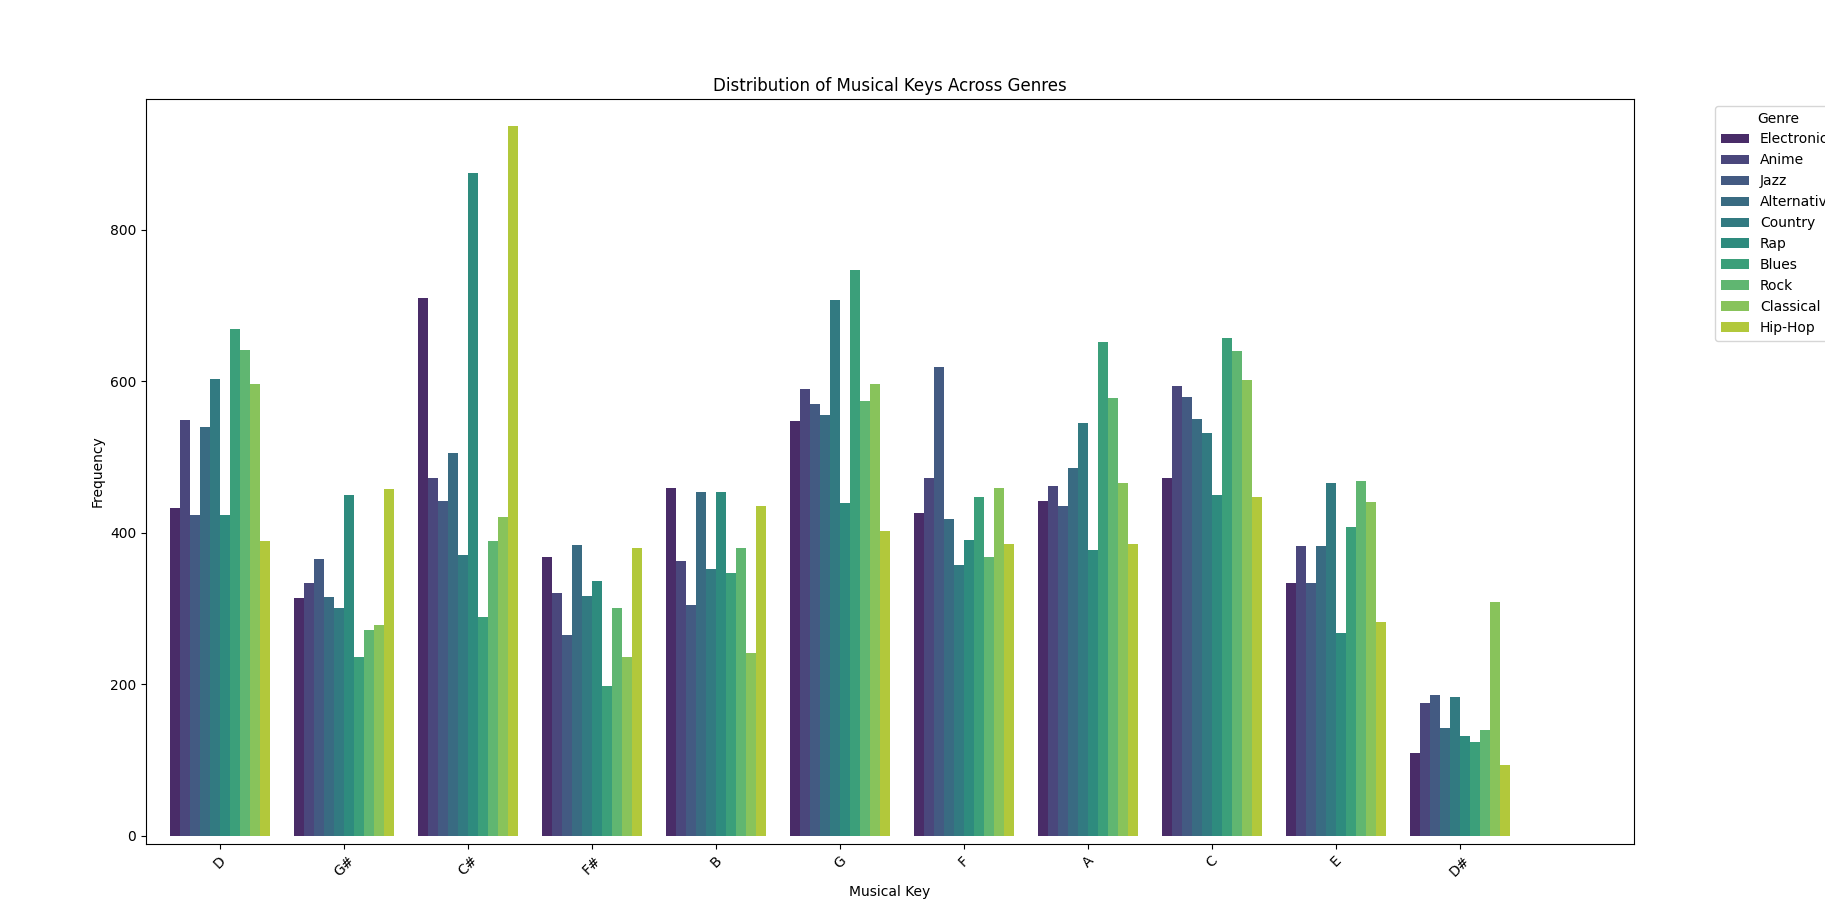 Distribution of Musical Keys Across Genres
Frequency
800
600
400
200
0
D G# C# F# B G F A C E D#
Musical Key
Genre
Electronic
Anime
Jazz
Alternativ
Country
Rap
Blues
Rock
Classical
Hip-Hop